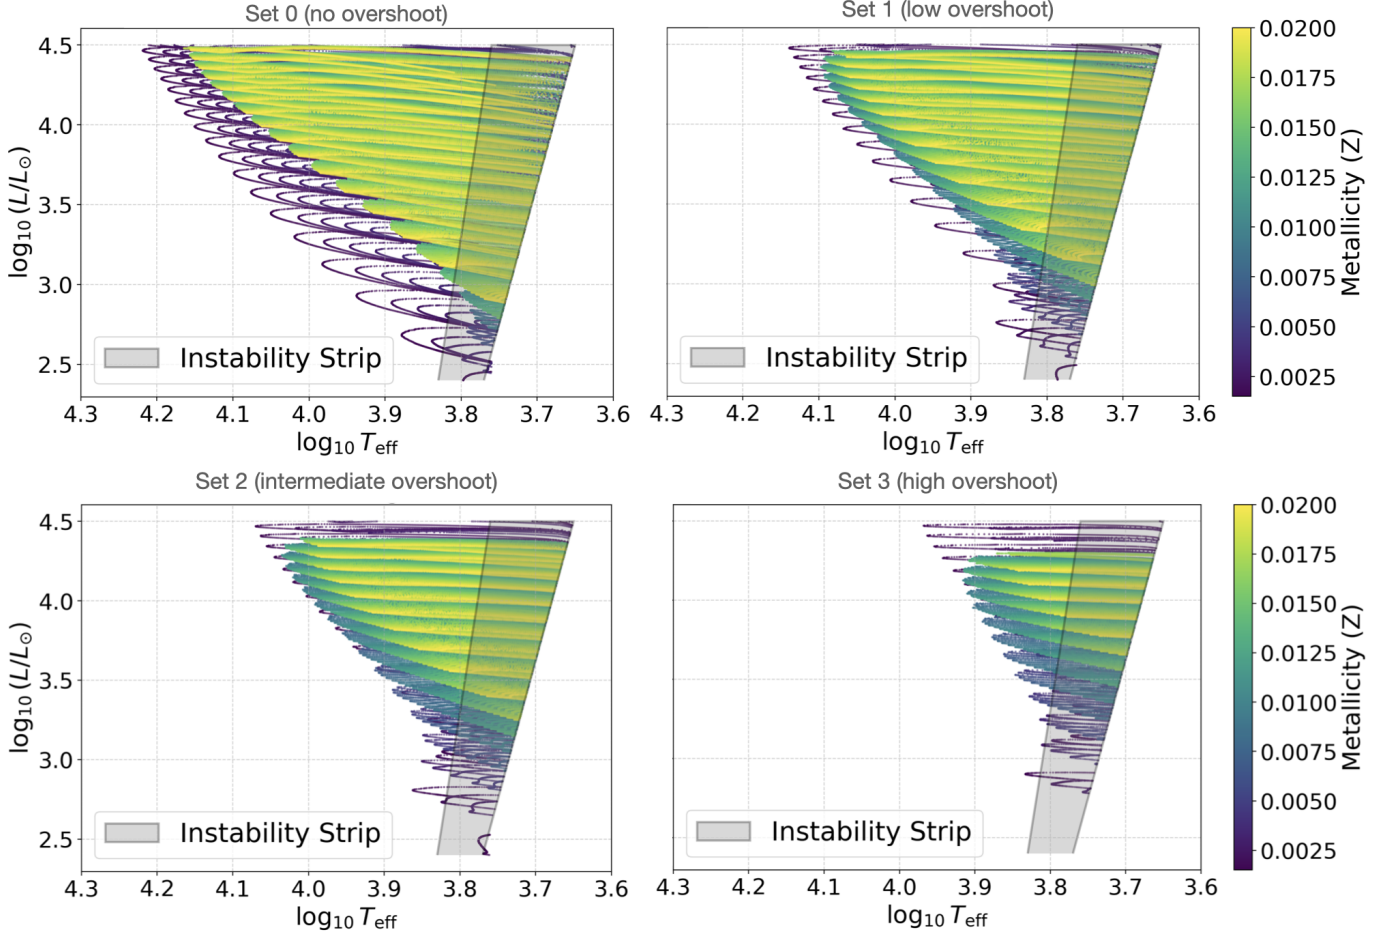 Set 0 (no overshoot)
Set 1 (low overshoot)
4.5
4.0
3.5
3.0
2.5
log₁₀ (L/L⊙)
Instability Strip
4.3 4.2 4.1 4.0 3.9 3.8 3.7 3.6
log₁₀ Teff
Instability Strip
4.3 4.2 4.1 4.0 3.9 3.8 3.7 3.6
log₁₀ Teff
0.0200
0.0175
0.0150
0.0125
0.0100
0.0075
0.0050
0.0025
Metallicity (Z)
Set 2 (intermediate overshoot)
Set 3 (high overshoot)
4.5
4.0
3.5
3.0
2.5
log₁₀ (L/L⊙)
Instability Strip
4.3 4.2 4.1 4.0 3.9 3.8 3.7 3.6
log₁₀ Teff
Instability Strip
4.3 4.2 4.1 4.0 3.9 3.8 3.7 3.6
log₁₀ Teff
0.0200
0.0175
0.0150
0.0125
0.0100
0.0075
0.0050
0.0025
Metallicity (Z)